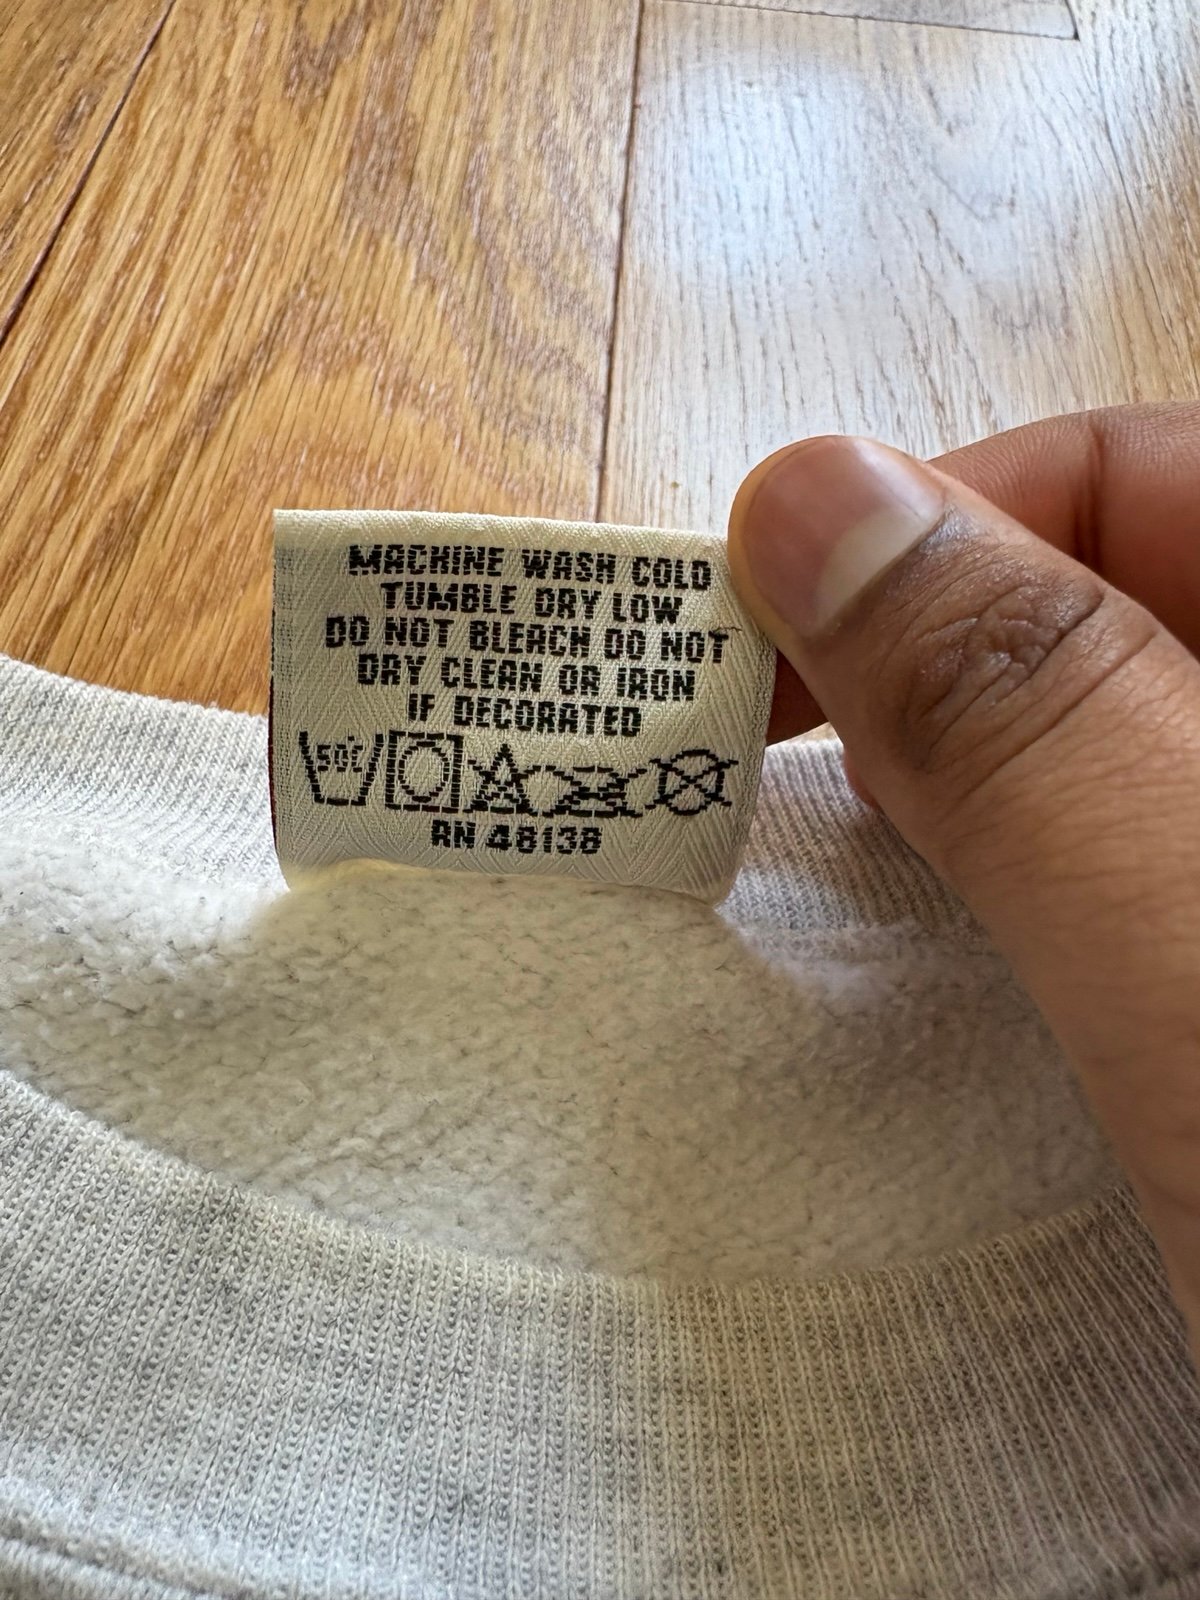 MACHINE WASH COLD
TUMBLE DRY LOW
DO NOT BLEACH DO NOT
DRY CLEAN OR IRON
IF DECORATED
50°C
RN 48138